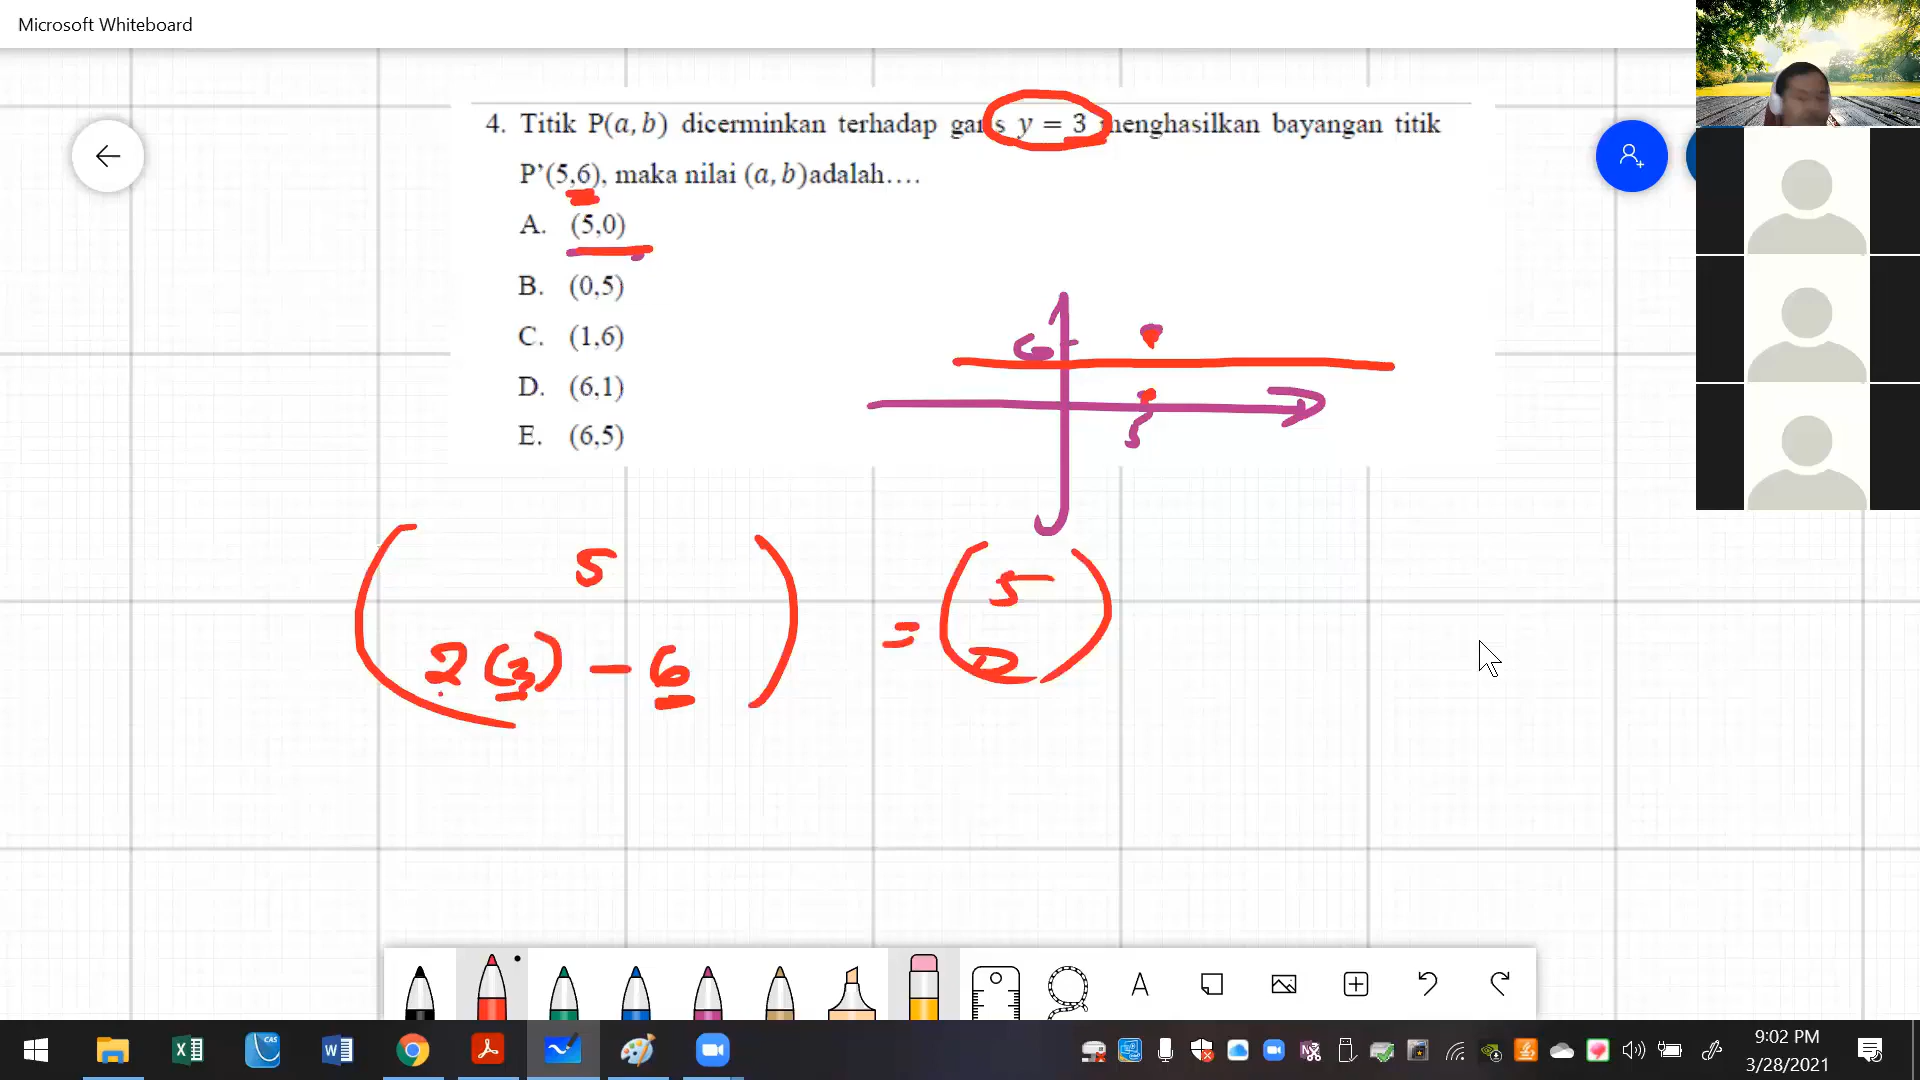 Microsoft Whiteboard
4. Titik P(a, b) dicerminkan terhadap garis y = 3 menghasilkan bayangan titik
P’(5,6), maka nilai (a, b)adalah….
A. (5,0)
B. (0,5)
C. (1,6)
D. (6,1)
E. (6,5)
6
5
5
2(3) - 6
=
5
0
9:02 PM
3/28/2021